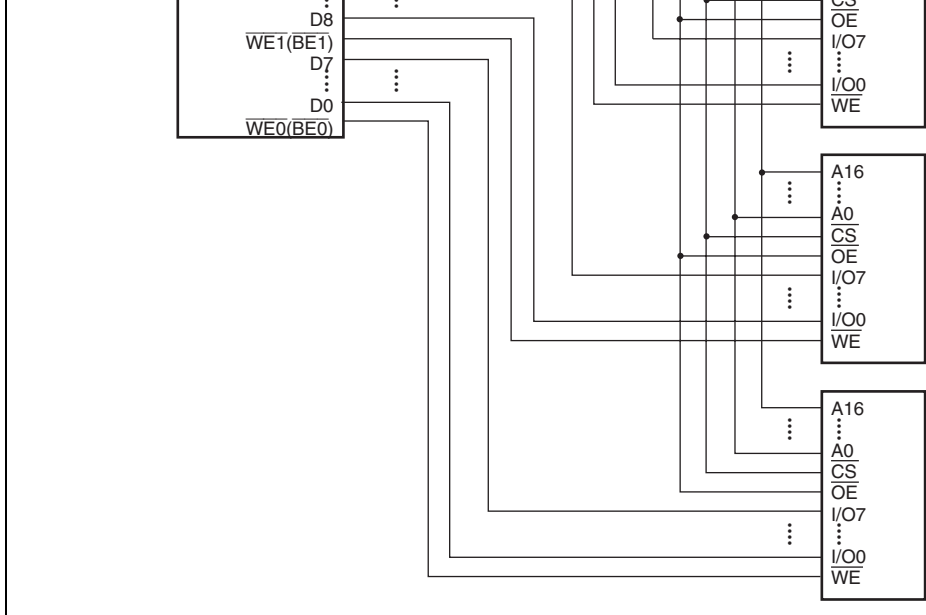 D8
WE1(BE1)
D7
D0
WE0(BE0)
CS
OE
I/O7
I/O0
WE
A16
A0
CS
OE
I/O7
I/O0
WE
A16
A0
CS
OE
I/O7
I/O0
WE